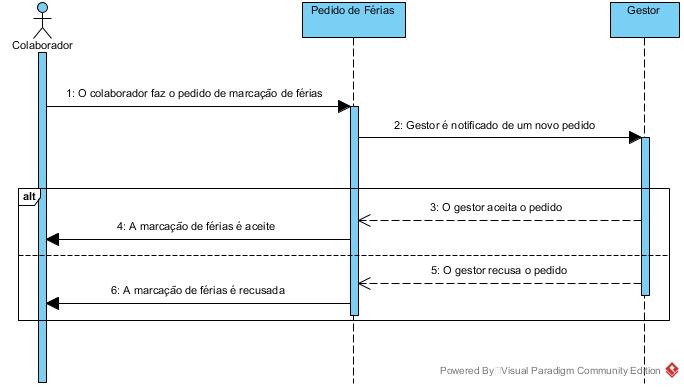 Pedido de Férias
Gestor
Colaborador
1: O colaborador faz o pedido de marcação de férias
2: Gestor é notificado de um novo pedido
alt
3: O gestor aceita o pedido
4: A marcação de férias é aceite
5: O gestor recusa o pedido
6: A marcação de férias é recusada
Powered By Visual Paradigm Community Edition